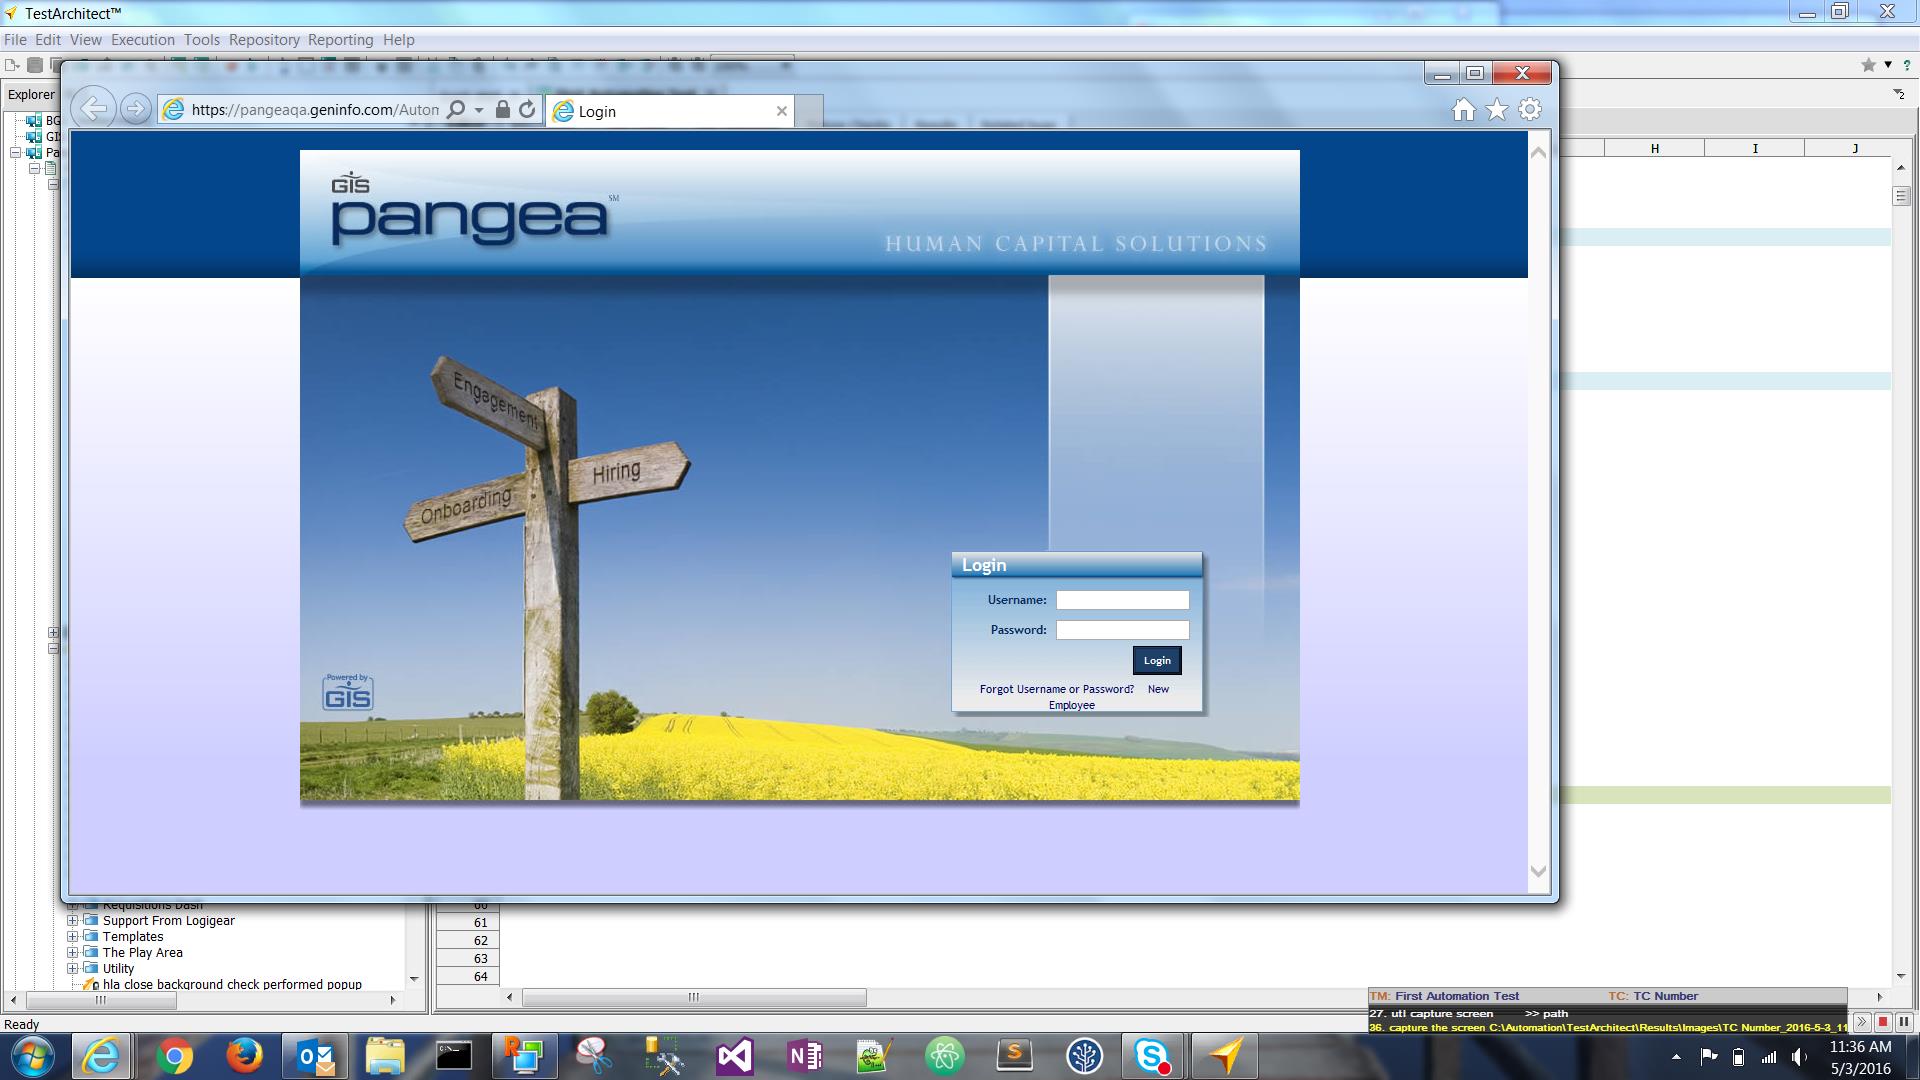 TestArchitect™
File Edit View Execution Tools Repository Reporting Help
Explorer
https://pangeaqa.geninfo.com/Autom
Login
BG
GIS
Pa
H I J
GIS
pangea SM
HUMAN CAPITAL SOLUTIONS
Engagement
Hiring
Onboarding
Login
Username:
Password:
Login
Forgot Username or Password? New
Employee
Powered by
GIS
Requisitions Dash
Support From Logigear
Templates
The Play Area
Utility
hla close background check performed popup
60
61
62
63
64
TM: First Automation Test TC: TC Number
27. utl capture screen >> path
36. capture the screen C:\Automation\TestArchitect\Results\Images\TC Number_2016-5-3_11
Ready
11:36 AM
5/3/2016